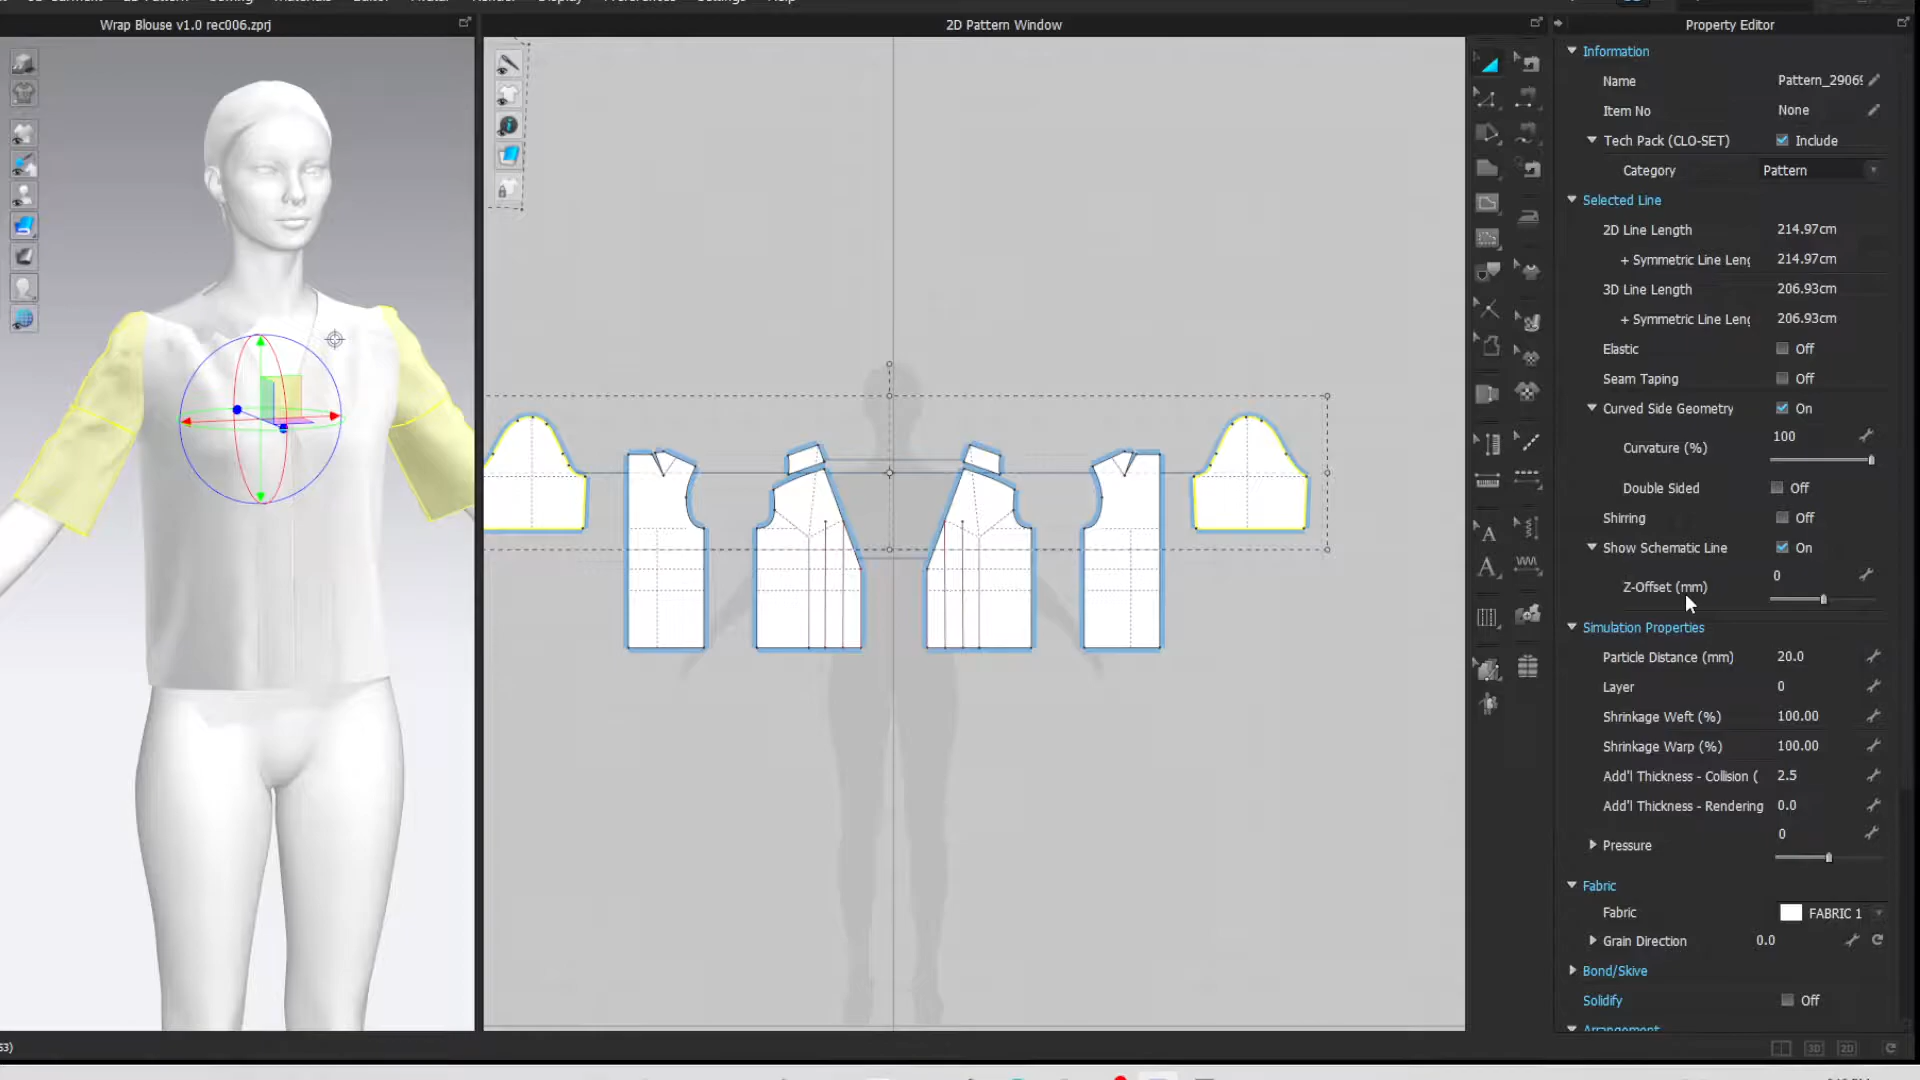 Wrap Blouse v1.0 rec006.zprj
2D Pattern Window
Property Editor
Information
Name Pattern_2906
Item No None
Tech Pack (CLO-SET) Include
Category Pattern
Selected Line
2D Line Length 214.97cm
+ Symmetric Line Leng 214.97cm
3D Line Length 206.93cm
+ Symmetric Line Leng 206.93cm
Elastic Off
Seam Taping Off
Curved Side Geometry On
100
Curvature (%)
Double Sided Off
Shirring Off
Show Schematic Line On
0
Z-Offset (mm)
Simulation Properties
Particle Distance (mm) 20.0
Layer 0
Shrinkage Weft (%) 100.00
Shrinkage Warp (%) 100.00
Add'l Thickness - Collision ( 2.5
Add'l Thickness - Rendering 0.0
0
Pressure
Fabric
Fabric FABRIC 1
Grain Direction 0.0
Bond/Skive
Solidify Off
Arrangement
53)
3D 2D